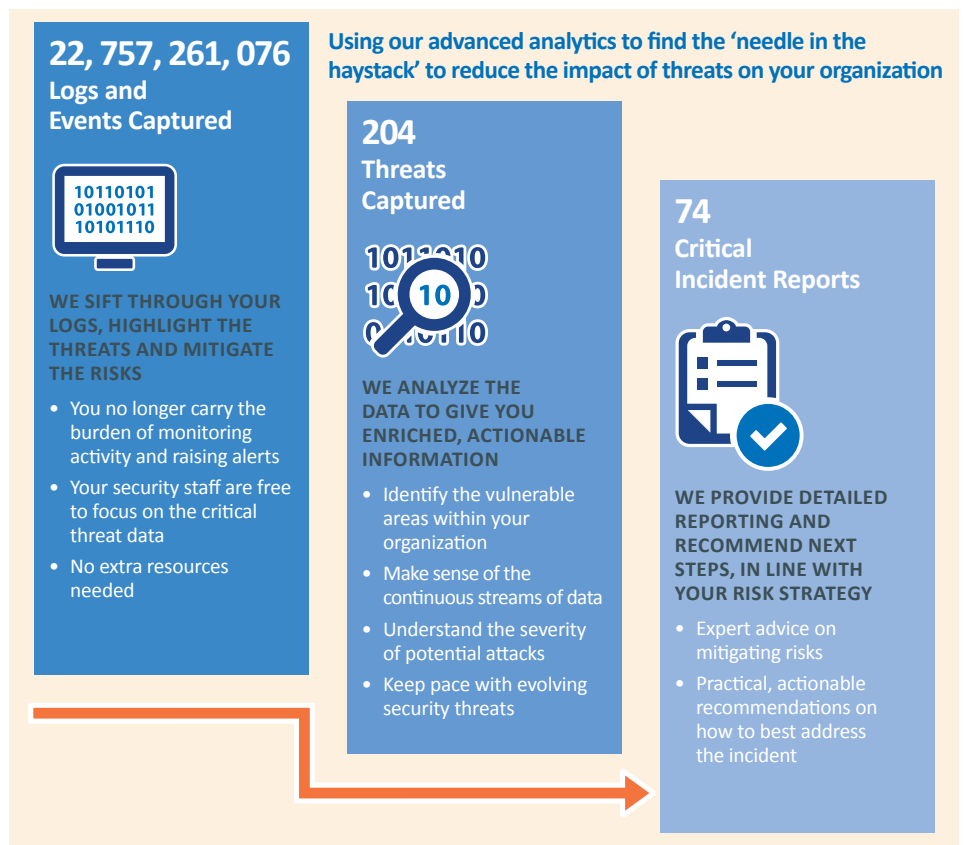 22, 757, 261, 076
Logs and
Events Captured
10110101
01001011
10101110
WE SIFT THROUGH YOUR
LOGS, HIGHLIGHT THE
THREATS AND MITIGATE
THE RISKS
• You no longer carry the
burden of monitoring
activity and raising alerts
• Your security staff are free
to focus on the critical
threat data
• No extra resources
needed
Using our advanced analytics to find the ‘needle in the
haystack’ to reduce the impact of threats on your organization
204
Threats
Captured
10
WE ANALYZE THE
DATA TO GIVE YOU
ENRICHED, ACTIONABLE
INFORMATION
• Identify the vulnerable
areas within your
organization
• Make sense of the
continuous streams of data
• Understand the severity
of potential attacks
• Keep pace with evolving
security threats
74
Critical
Incident Reports
WE PROVIDE DETAILED
REPORTING AND
RECOMMEND NEXT
STEPS, IN LINE WITH
YOUR RISK STRATEGY
• Expert advice on
mitigating risks
• Practical, actionable
recommendations on
how to best address
the incident